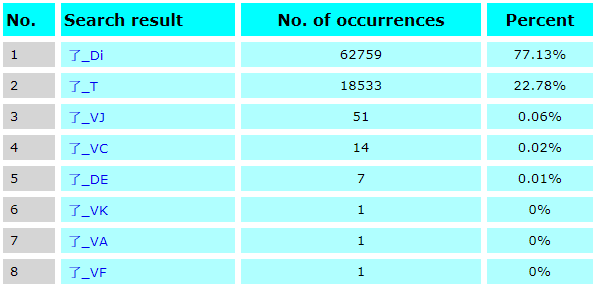 No. Search result No. of occurrences Percent
1 了_Di 62759 77.13%
2 了_T 18533 22.78%
3 了_VJ 51 0.06%
4 了_VC 14 0.02%
5 了_DE 7 0.01%
6 了_VK 1 0%
7 了_VA 1 0%
8 了_VF 1 0%